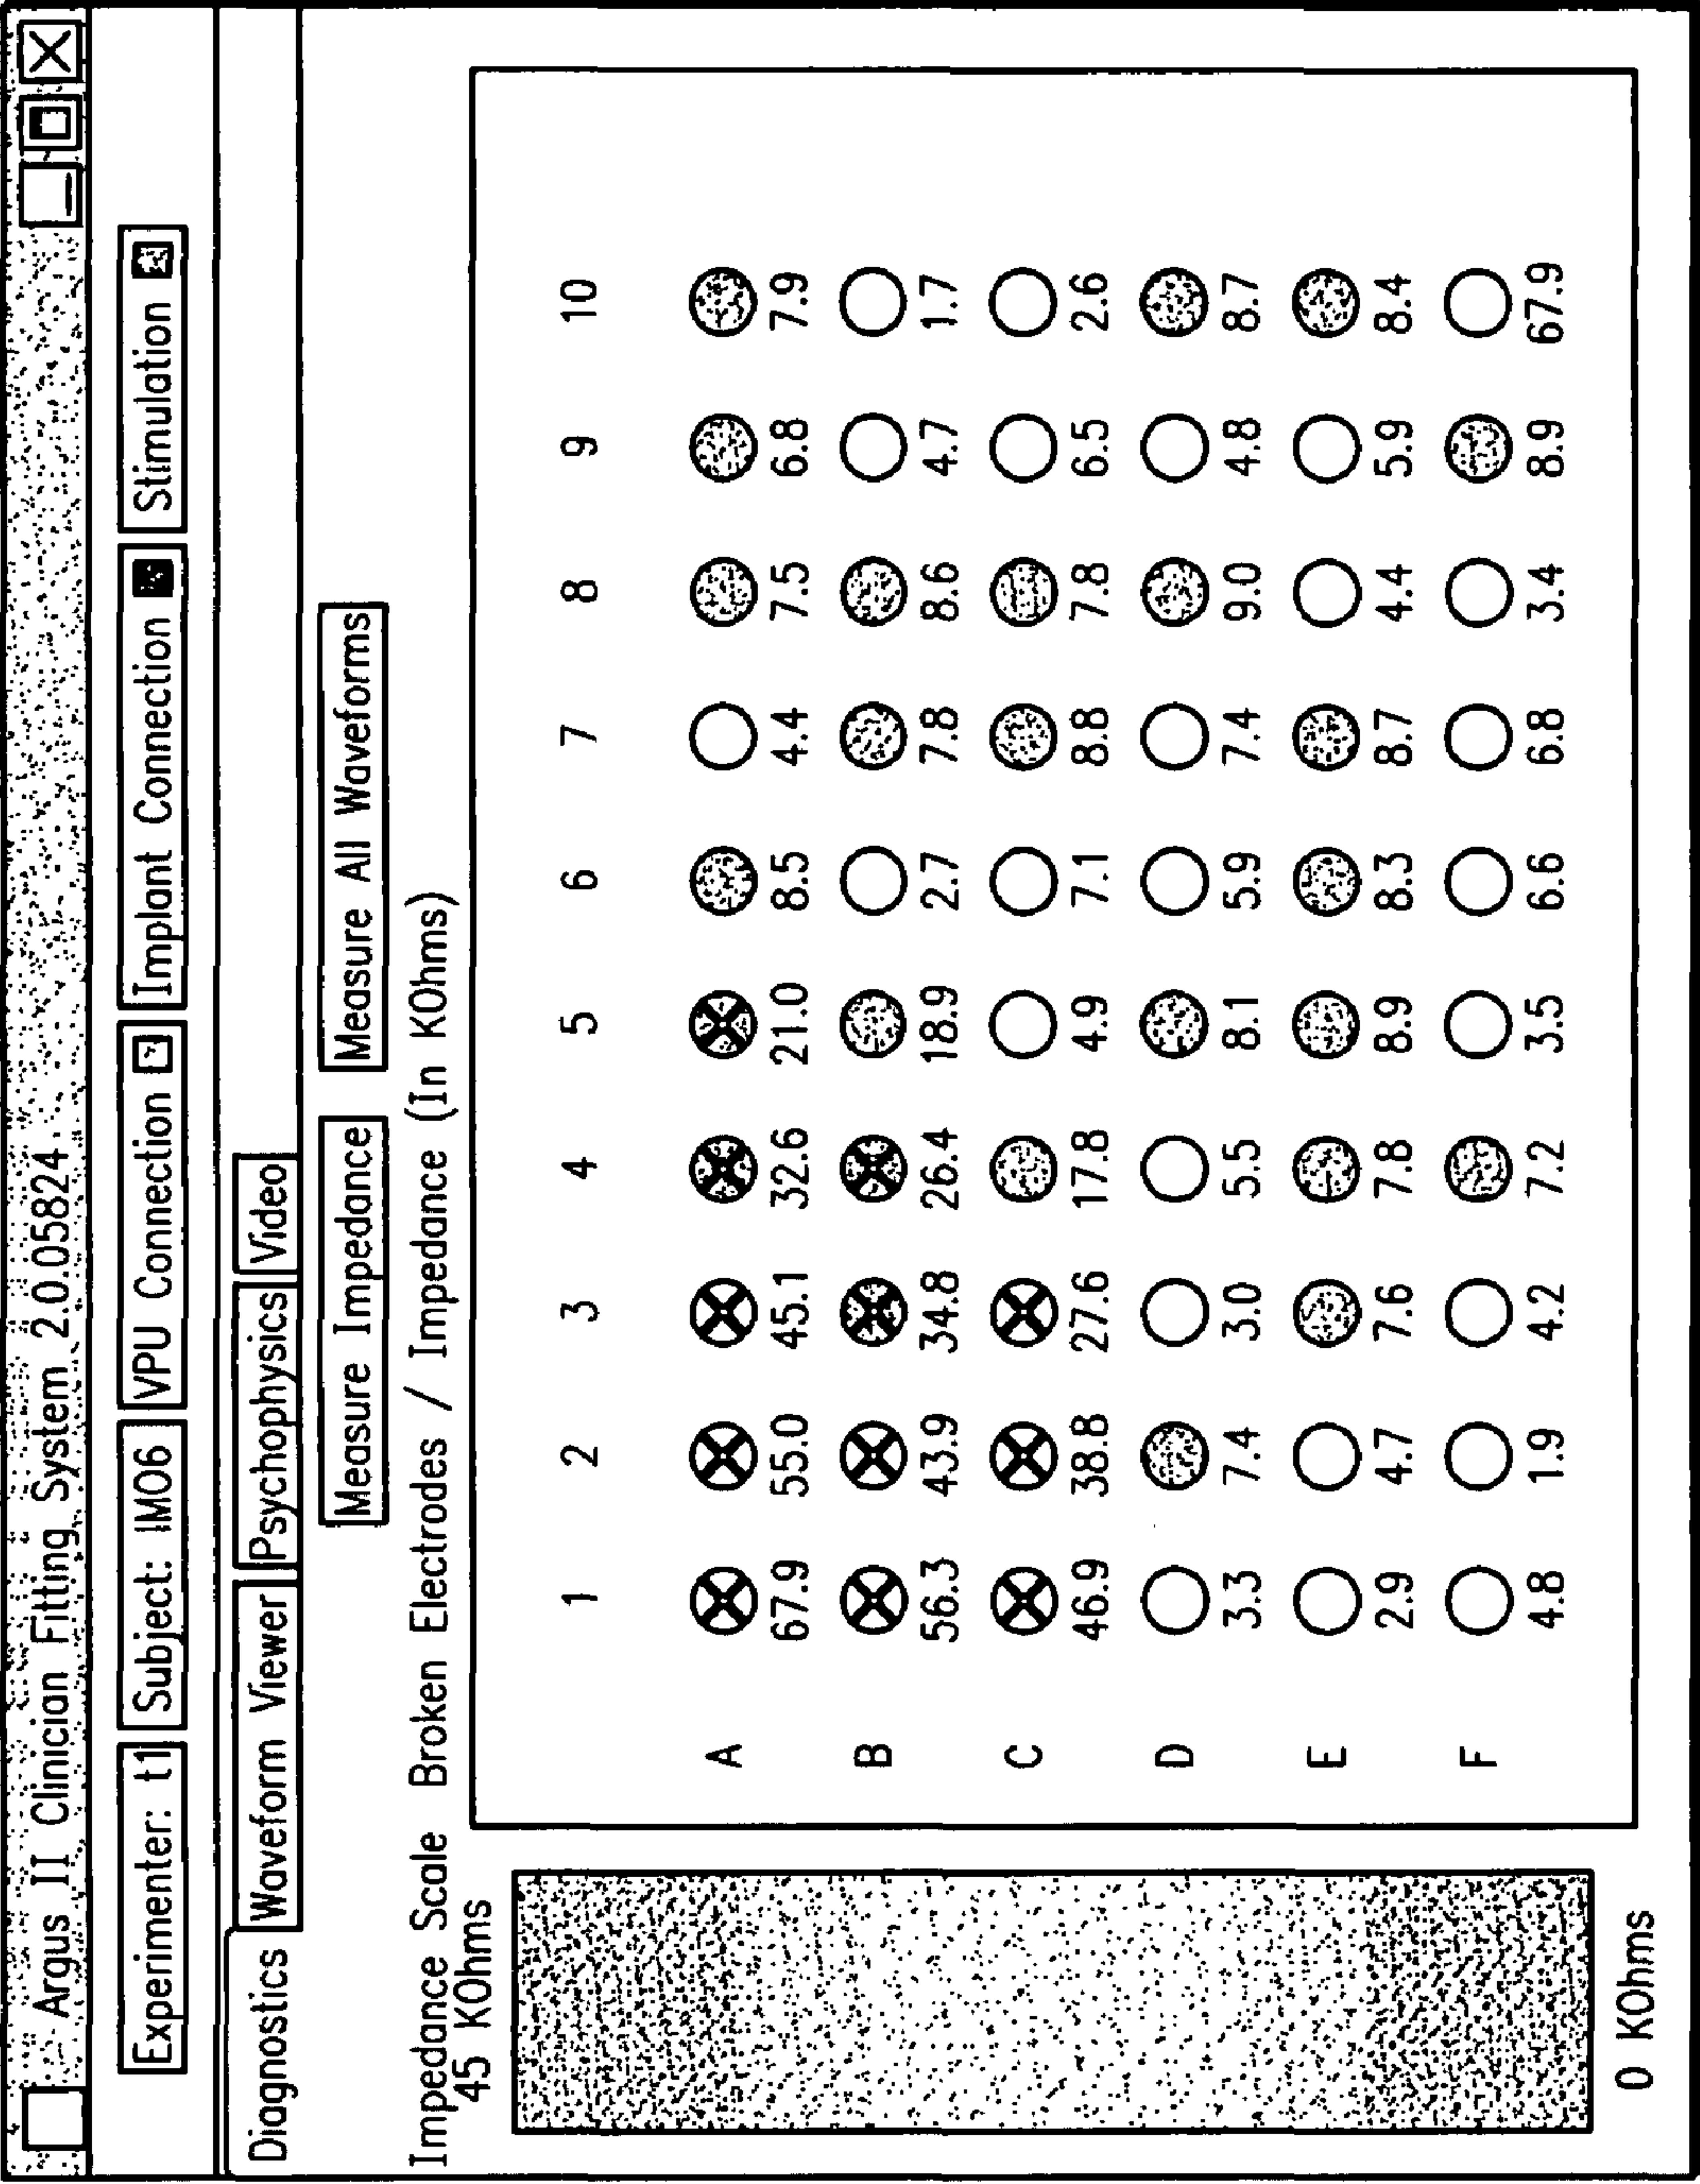 Argus II Clinician Fitting System 2.0.05824
Experimenter: t1 Subject: IM06 VPU Connection Implant Connection Stimulation
Diagnostics Waveform Viewer Psychophysics Video
Measure Impedance Measure All Waveforms
Impedance Scale Broken Electrodes / Impedance (In KOhms)
45 KOhms
1 2 3 4 5 6 7 8 9 10
A
67.9 55.0 45.1 32.6 21.0 8.5 4.4 7.5 6.8 7.9
B
56.3 43.9 34.8 26.4 18.9 2.7 7.8 8.6 4.7 1.7
C
46.9 38.8 27.6 17.8 4.9 7.1 8.8 7.8 6.5 2.6
D
3.3 7.4 3.0 5.5 8.1 5.9 7.4 9.0 4.8 8.7
E
2.9 4.7 7.6 7.8 8.9 8.3 8.7 4.4 5.9 8.4
F
4.8 1.9 4.2 7.2 3.5 6.6 6.8 3.4 8.9 67.9
0 KOhms